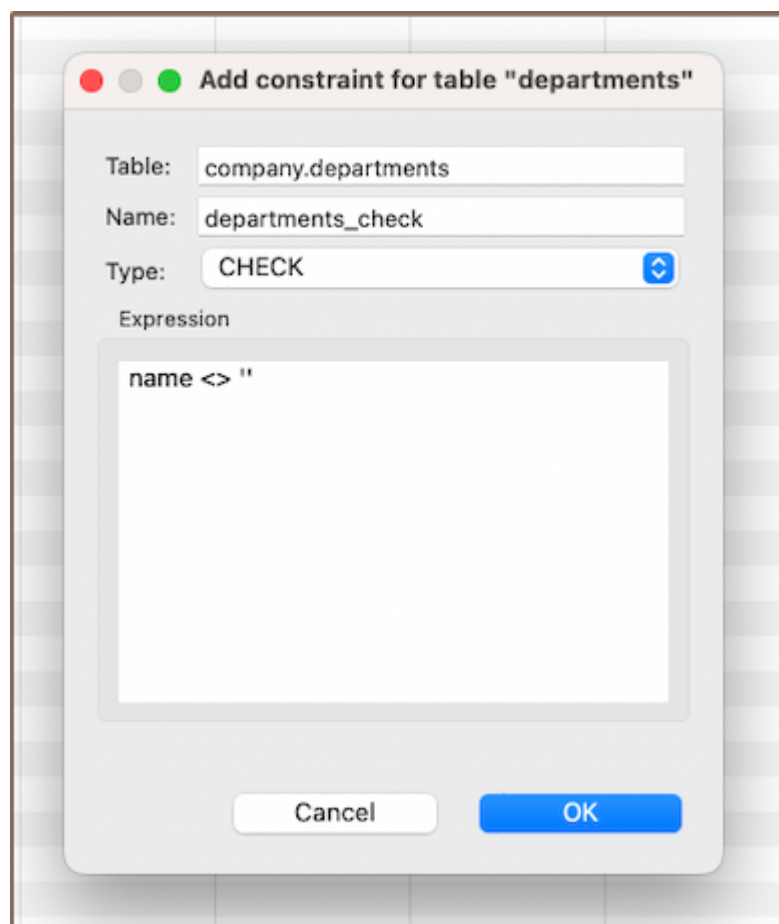 Add constraint for table "departments"
Table: company.departments
Name: departments_check
Type: CHECK
Expression
name <> ''
Cancel OK